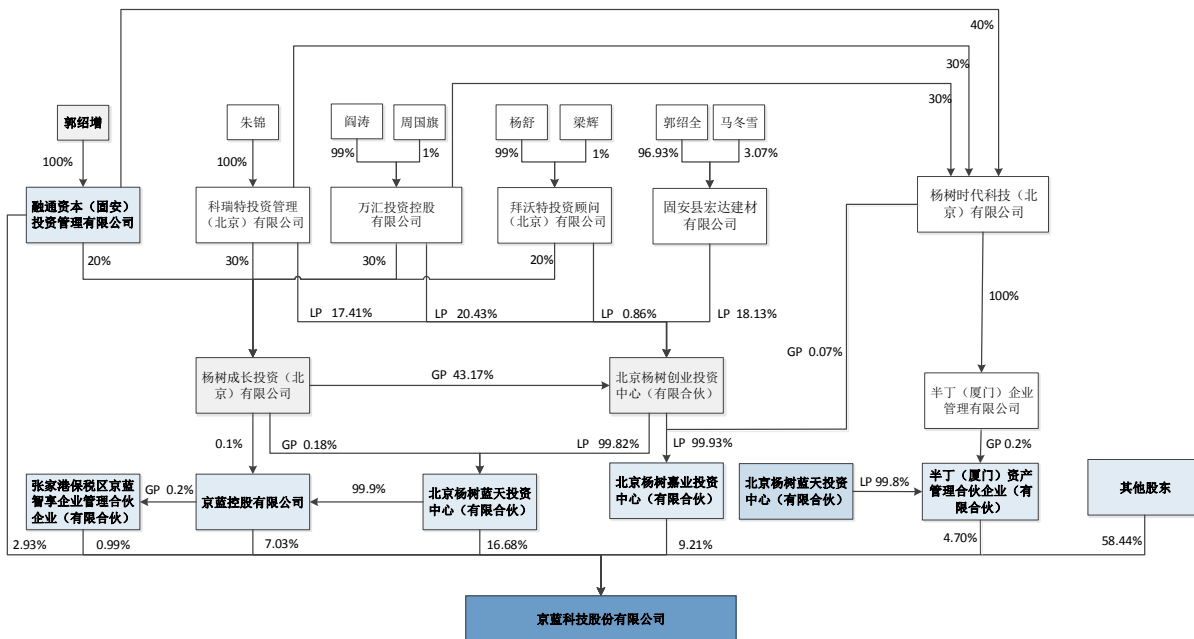 40%
30%
30%
郭绍增
朱锦
阎涛
周国旗
杨舒
梁辉
郭绍全
马冬雪
100%
100%
99%
1%
99%
1%
96.93%
3.07%
融通资本（固安）
投资管理有限公司
科瑞特投资管理
（北京）有限公司
万汇投资控股
有限公司
拜沃特投资顾问
（北京）有限公司
固安县宏达建材
有限公司
杨树时代科技（北
京）有限公司
20%
30%
30%
20%
100%
LP 17.41%
LP 20.43%
LP 0.86%
LP 18.13%
GP 0.07%
杨树成长投资（北
京）有限公司
GP 43.17%
北京杨树创业投资
中心（有限合伙）
半丁（厦门）企业
管理有限公司
0.1%
GP 0.18%
LP 99.82%
LP 99.93%
GP 0.2%
张家港保税区京蓝
智享企业管理合伙
企业（有限合伙）
GP 0.2%
京蓝控股有限公司
99.9%
北京杨树蓝天投资
中心（有限合伙）
北京杨树嘉业投资
中心（有限合伙）
北京杨树蓝天投资
中心（有限合伙）
LP 99.8%
半丁（厦门）资产
管理合伙企业（有
限合伙）
其他股东
2.93%
0.99%
7.03%
16.68%
9.21%
4.70%
58.44%
京蓝科技股份有限公司